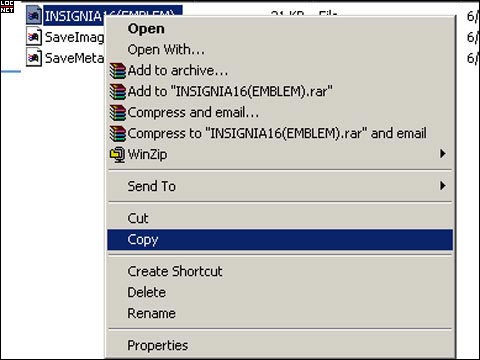 LOC
NET
INSIGNIA16(EMBLEM) 21 KB File 6/
SaveImag 6/
SaveMeta 6/
Open
Open With...
Add to archive...
Add to "INSIGNIA16(EMBLEM).rar"
Compress and email...
Compress to "INSIGNIA16(EMBLEM).rar" and email
WinZip
Send To
Cut
Copy
Create Shortcut
Delete
Rename
Properties